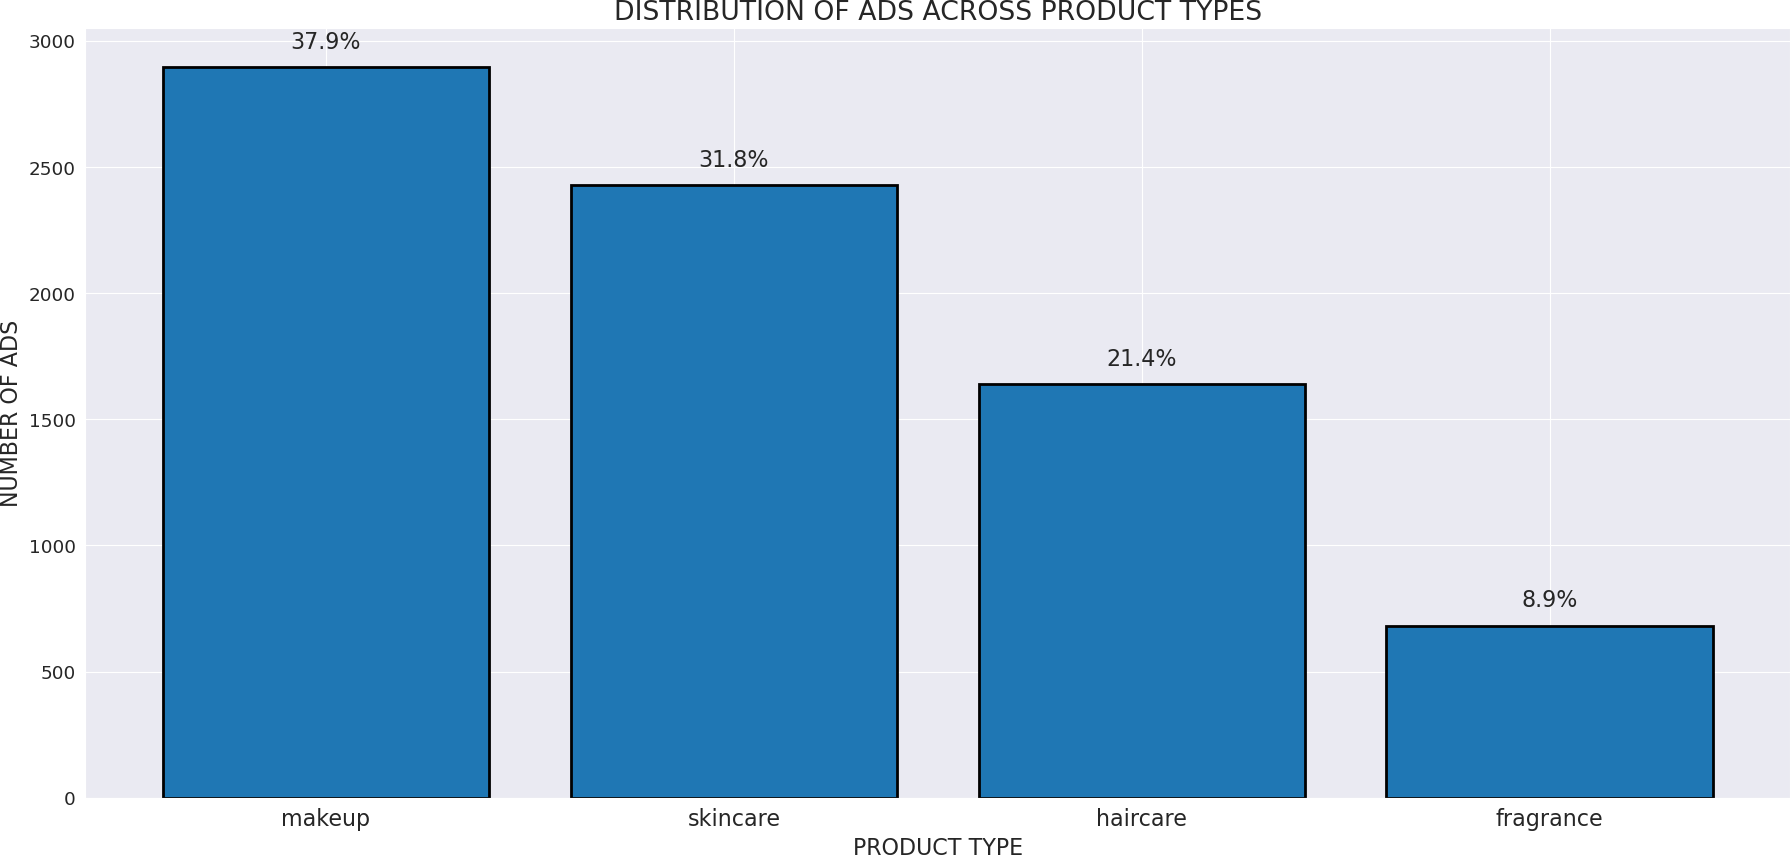 DISTRIBUTION OF ADS ACROSS PRODUCT TYPES
3000
37.9%
31.8%
2500
2000
21.4%
NUMBER OF ADS
1500
1000
8.9%
500
0
makeup skincare haircare fragrance
PRODUCT TYPE